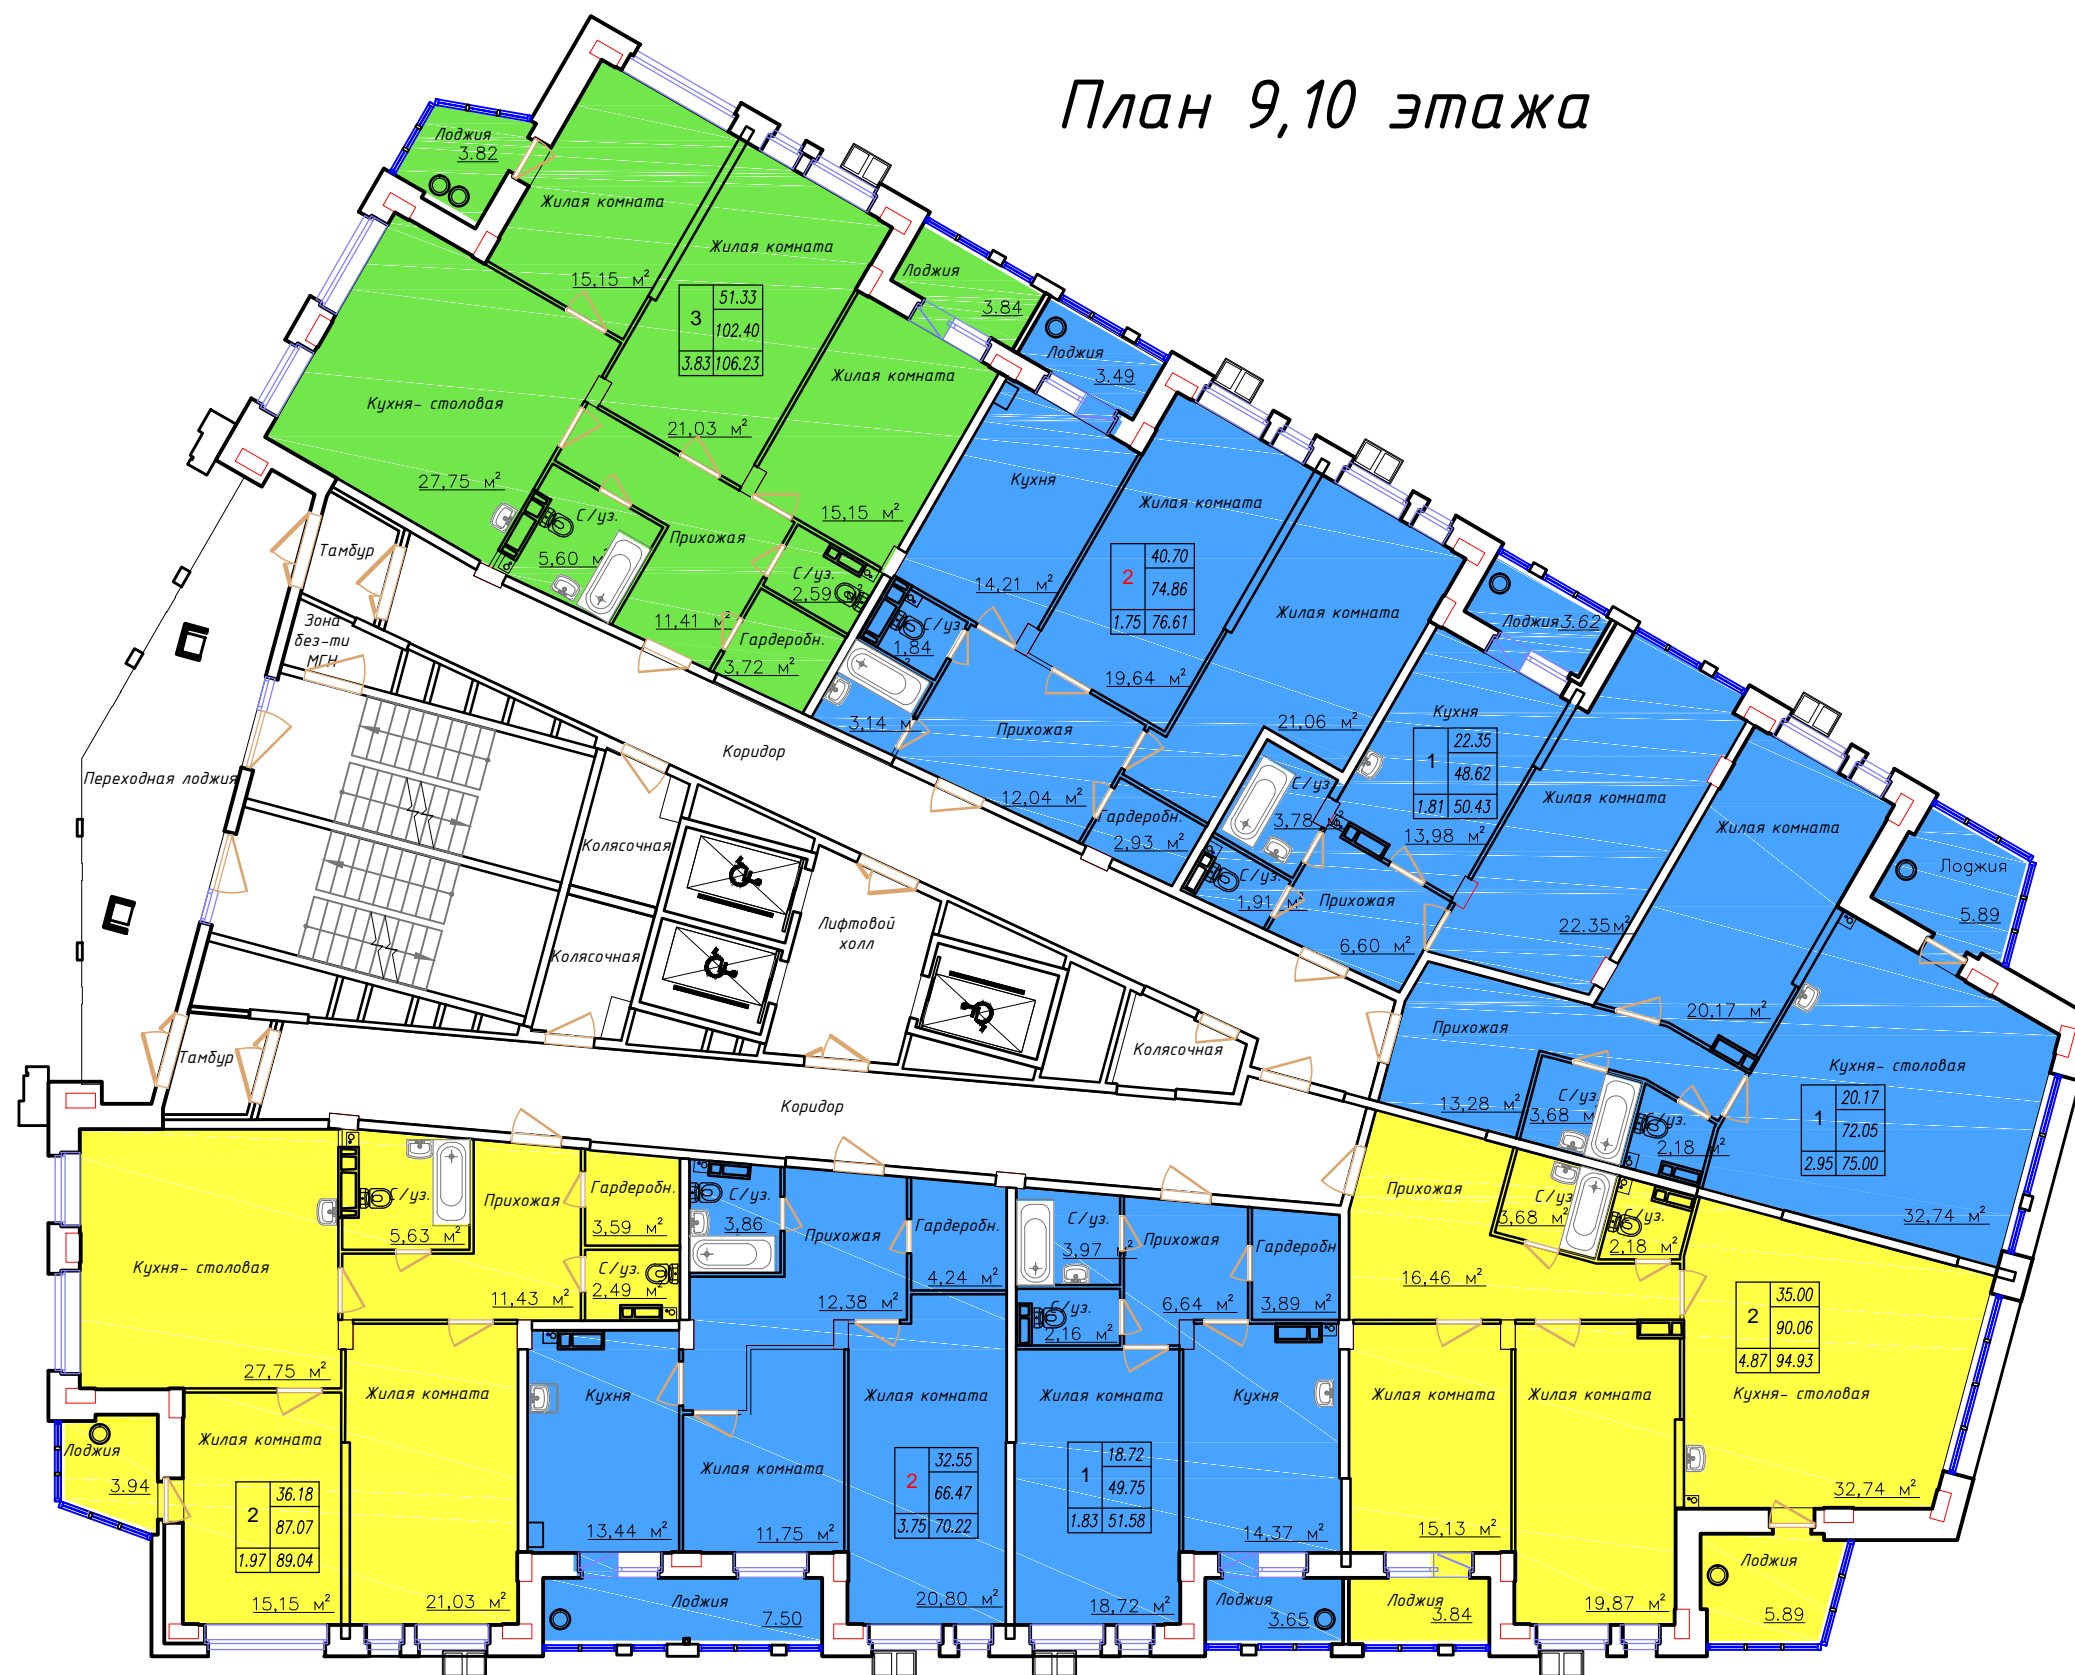 План 9,10 этажа
Лоджия
3.82
Жилая комната
15,15 м²
Жилая комната
21,03 м²
3
51.33
102.40
3.83 106.23
Лоджия
3.84
Жилая комната
15,15 м²
Кухня- столовая
27,75 м²
С/уз.
5,60 м²
Прихожая
11,41 м²
С/уз.
2,59 м²
Гардеробн.
3,72 м²
Лоджия
3.49
Кухня
14,21 м²
Жилая комната
19,64 м²
2
40.70
74.86
1.75 76.61
Жилая комната
21,06 м²
С/уз.
1,84 м²
3,14 м²
Прихожая
12,04 м²
Гардеробн.
2,93 м²
Лоджия 3.62
Кухня
13,98 м²
1
22.35
48.62
1.81 50.43
Жилая комната
22.35м²
С/уз.
3,78 м²
С/уз.
1,91 м²
Прихожая
6,60 м²
Жилая комната
20,17 м²
Лоджия
5.89
Прихожая
13,28 м²
С/уз.
3,68 м²
С/уз.
2,18 м²
Кухня- столовая
1
20.17
72.05
2.95 75.00
32,74 м²
Тамбур
Зона
без-ти
МГН
Переходная лоджия
Коридор
Колясочная
Колясочная
Лифтовой
холл
Колясочная
Тамбур
Коридор
Кухня- столовая
27,75 м²
С/уз.
5,63 м²
Прихожая
11,43 м²
Гардеробн.
3,59 м²
С/уз.
2,49 м²
Жилая комната
21,03 м²
Жилая комната
15,15 м²
2
36.18
87.07
1.97 89.04
Лоджия
3.94
С/уз.
3,86 м²
Прихожая
12,38 м²
Гардеробн.
4,24 м²
Кухня
13,44 м²
Жилая комната
11,75 м²
Жилая комната
20,80 м²
2
32.55
66.47
3.75 70.22
Лоджия
7.50
С/уз.
3,97 м²
С/уз.
2,16 м²
Прихожая
6,64 м²
Гардеробн
3,89 м²
Жилая комната
18,72 м²
1
18.72
49.75
1.83 51.58
Кухня
14,37 м²
Лоджия
3.65
Прихожая
16,46 м²
С/уз.
3,68 м²
С/уз.
2,18 м²
Жилая комната
15,13 м²
Жилая комната
19,87 м²
2
35.00
90.06
4.87 94.93
Кухня- столовая
32,74 м²
Лоджия
3.84
Лоджия
5.89